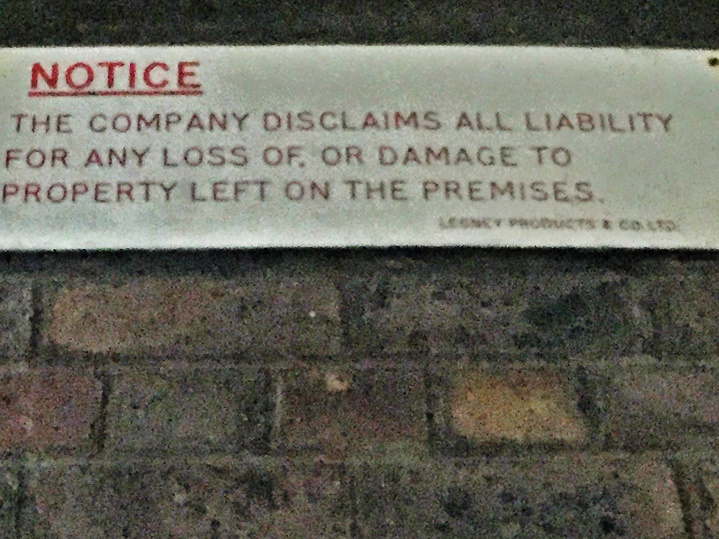 NOTICE
THE COMPANY DISCLAIMS ALL LIABILITY
FOR ANY LOSS OF, OR DAMAGE TO
PROPERTY LEFT ON THE PREMISES.
PRODUCTS & CO. LTD.